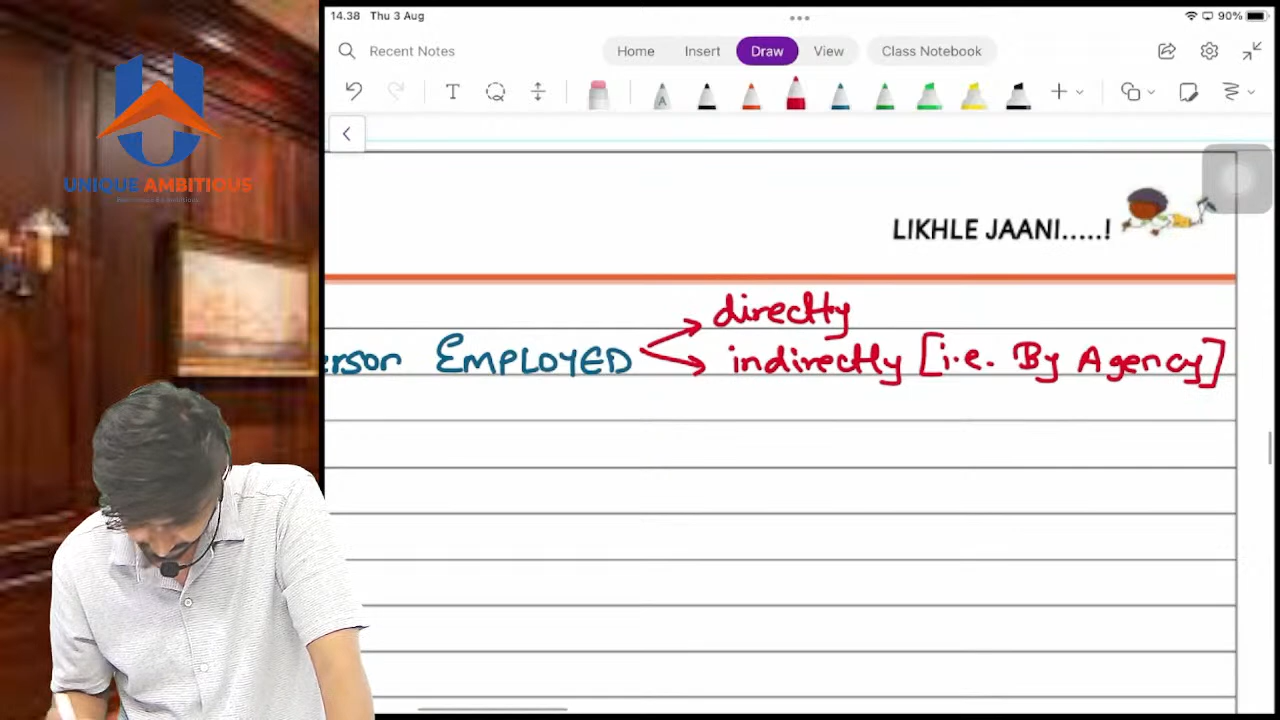 14.38 Thu 3 Aug
90%
Recent Notes
Home
Insert
Draw
View
Class Notebook
UNIQUE AMBITIOUS
LIKHLE JAANI.....!
directly
erson EMPLOYED
indirectly [i.e. By Agency]